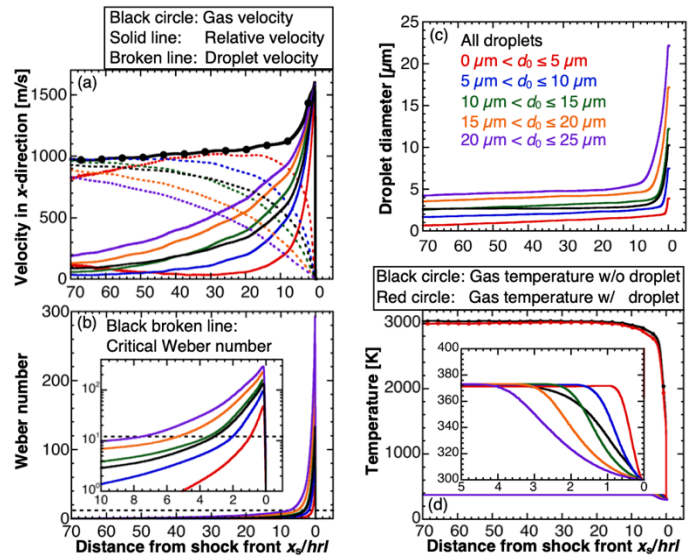 Black circle: Gas velocity
Solid line: Relative velocity
Broken line: Droplet velocity
(a)
Velocity in x-direction [m/s]
1500
1000
500
0
70 60 50 40 30 20 10 0
(b)
Black broken line:
Critical Weber number
Weber number
300
250
200
150
100
50
0
10²
10¹
10⁰
10 8 6 4 2 0
70 60 50 40 30 20 10 0
Distance from shock front xₛ/hrl
(c)
All droplets
0 μm < d₀ ≤ 5 μm
5 μm < d₀ ≤ 10 μm
10 μm < d₀ ≤ 15 μm
15 μm < d₀ ≤ 20 μm
20 μm < d₀ ≤ 25 μm
Droplet diameter [μm]
25
20
15
10
5
0
70 60 50 40 30 20 10 0
Black circle: Gas temperature w/o droplet
Red circle: Gas temperature w/ droplet
Temperature [K]
3000
2000
1000
0
400
380
360
340
320
300
5 4 3 2 1 0
(d)
70 60 50 40 30 20 10 0
Distance from shock front xₛ/hrl